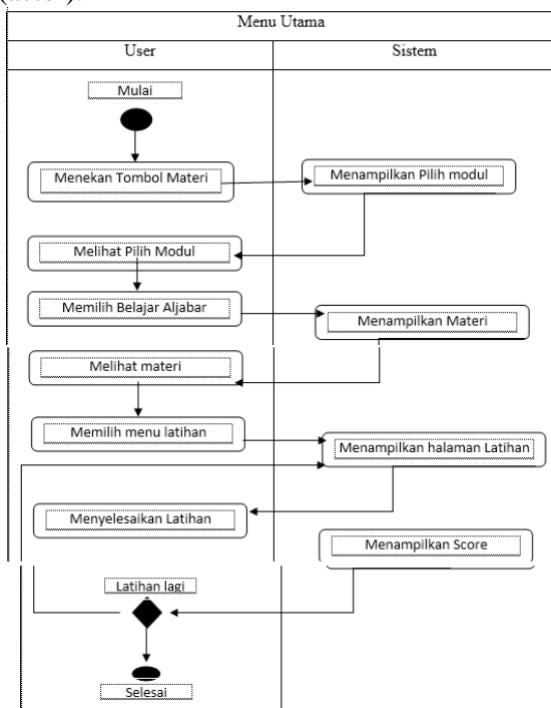 Menu Utama
User
Sistem
Mulai
Menekan Tombol Materi
Menampilkan Pilih modul
Melihat Pilih Modul
Memilih Belajar Aljabar
Menampilkan Materi
Melihat materi
Memilih menu latihan
Menampilkan halaman Latihan
Menyelesaikan Latihan
Menampilkan Score
Latihan lagi
Selesai